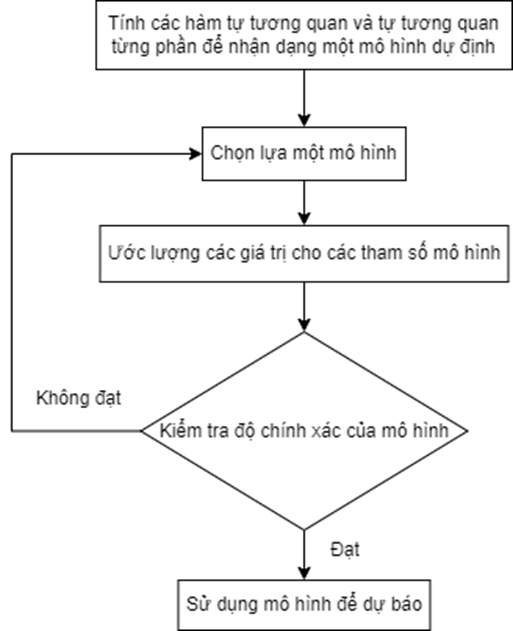 Tính các hàm tự tương quan và tự tương quan
từng phần để nhận dạng một mô hình dự định
Chọn lựa một mô hình
Ước lượng các giá trị cho các tham số mô hình
Không đạt
Kiểm tra độ chính xác của mô hình
Đạt
Sử dụng mô hình để dự báo